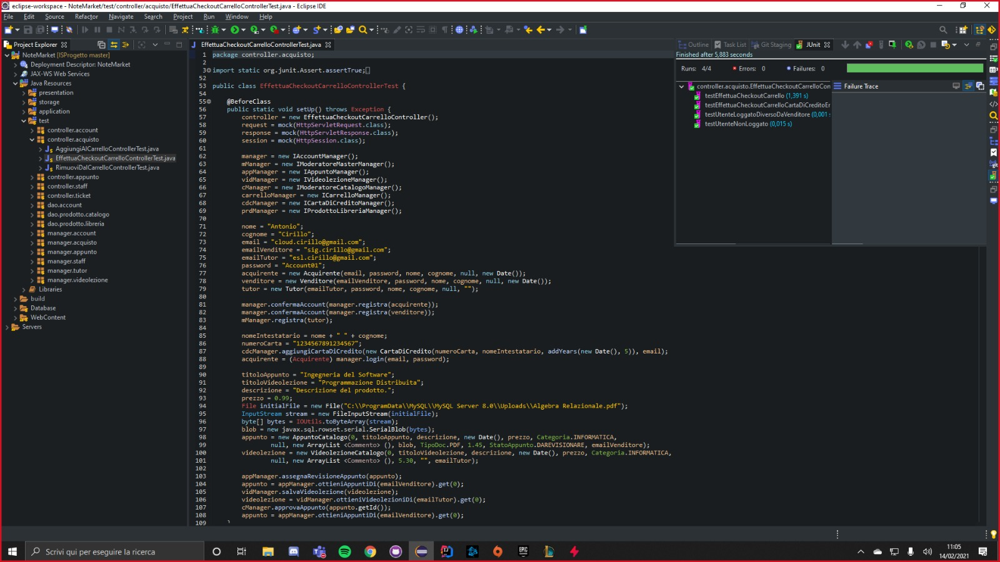 eclipse-workspace - NoteMarket/test/controller/acquisto/EffettuaCheckoutCarrelloControllerTest.java - Eclipse IDE
File Edit Source Refactor Navigate Search Project Run Window Help
Project Explorer
NoteMarket [ISProgetto master]
Deployment Descriptor: NoteMarket
JAX-WS Web Services
Java Resources
presentation
storage
application
test
controller.account
controller.acquisto
AggiungiAlCarrelloControllerTest.java
EffettuaCheckoutCarrelloControllerTest.java
RimuoviDalCarrelloControllerTest.java
controller.appunto
controller.staff
controller.ticket
dao.account
dao.prodotto.catalogo
dao.prodotto.libreria
manager.account
manager.acquisto
manager.appunto
manager.staff
manager.tutor
manager.videolezione
Libraries
build
Database
WebContent
Servers
EffettuaCheckoutCarrelloControllerTest.java
1 package controller.acquisto;
2
3 import static org.junit.Assert.assertTrue;
52
53 public class EffettuaCheckoutCarrelloControllerTest {
54
55 @BeforeClass
56 public static void setUp() throws Exception {
57 controller = new EffettuaCheckoutCarrelloController();
58 request = mock(HttpServletRequest.class);
59 response = mock(HttpServletResponse.class);
60 session = mock(HttpSession.class);
61
62 manager = new IAccountManager();
63 mManager = new IModeratoreMasterManager();
64 appManager = new IAppuntoManager();
65 vidManager = new IVideolezioneManager();
66 cManager = new IModeratoreCatalogoManager();
67 carrelloManager = new ICarrelloManager();
68 cdcManager = new ICartaDiCreditoManager();
69 prdManager = new IProdottoLibreriaManager();
70
71 nome = "Antonio";
72 cognome = "Cirillo";
73 email = "cloud.cirillo@gmail.com";
74 emailVenditore = "sig.cirillo@gmail.com";
75 emailTutor = "esl.cirillo@gmail.com";
76 password = "Account01";
77 acquirente = new Acquirente(email, password, nome, cognome, null, new Date());
78 venditore = new Venditore(emailVenditore, password, nome, cognome, null, new Date());
79 tutor = new Tutor(emailTutor, password, nome, cognome, null, "");
80
81 manager.confermaAccount(manager.registra(acquirente));
82 manager.confermaAccount(manager.registra(venditore));
83 mManager.registra(tutor);
84
85 nomeIntestatario = nome + " " + cognome;
86 numeroCarta = "1234567891234567";
87 cdcManager.aggiungiCartaDiCredito(new CartaDiCredito(numeroCarta, nomeIntestatario, addYears(new Date(), 5)), email);
88 acquirente = (Acquirente) manager.login(email, password);
89
90 titoloAppunto = "Ingegneria del Software";
91 titoloVideolezione = "Programmazione Distribuita";
92 descrizione = "Descrizione del prodotto.";
93 prezzo = 0.99;
94 File initialFile = new File("C:\\ProgramData\\MySQL\\MySQL Server 8.0\\Uploads\\Algebra Relazionale.pdf");
95 InputStream stream = new FileInputStream(initialFile);
96 byte[] bytes = IOUtils.toByteArray(stream);
97 blob = new javax.sql.rowset.serial.SerialBlob(bytes);
98 appunto = new AppuntoCatalogo(0, titoloAppunto, descrizione, new Date(), prezzo, Categoria.INFORMATICA,
99 null, new ArrayList <Commento> (), blob, TipoDoc.PDF, 1.45, StatoAppunto.DAREVISIONARE, emailVenditore);
100 videolezione = new VideolezioneCatalogo(0, titoloVideolezione, descrizione, new Date(), prezzo, Categoria.INFORMATICA,
101 null, new ArrayList <Commento> (), 5.30, "", emailTutor);
102
103 appManager.assegnaRevisioneAppunto(appunto);
104 appunto = appManager.ottieniAppuntiDi(emailVenditore).get(0);
105 vidManager.salvaVideolezione(videolezione);
106 videolezione = vidManager.ottieniVideolezioniDi(emailTutor).get(0);
107 cManager.approvaAppunto(appunto.getId());
108 appunto = appManager.ottieniAppuntiDi(emailVenditore).get(0);
109 }
Outline Task List Git Staging JUnit
Finished after 5,883 seconds
Runs: 4/4 Errors: 0 Failures: 0
controller.acquisto.EffettuaCheckoutCarrelloCon
testEffettuaCheckoutCarrello (1,391 s)
testEffettuaCheckoutCarrelloCartaDiCreditoEr
testUtenteLoggatoDiversoDaVenditore (0,001 s
testUtenteNonLoggato (0,015 s)
Failure Trace
Scrivi qui per eseguire la ricerca
EPIC
GAMES
11:05
14/02/2021